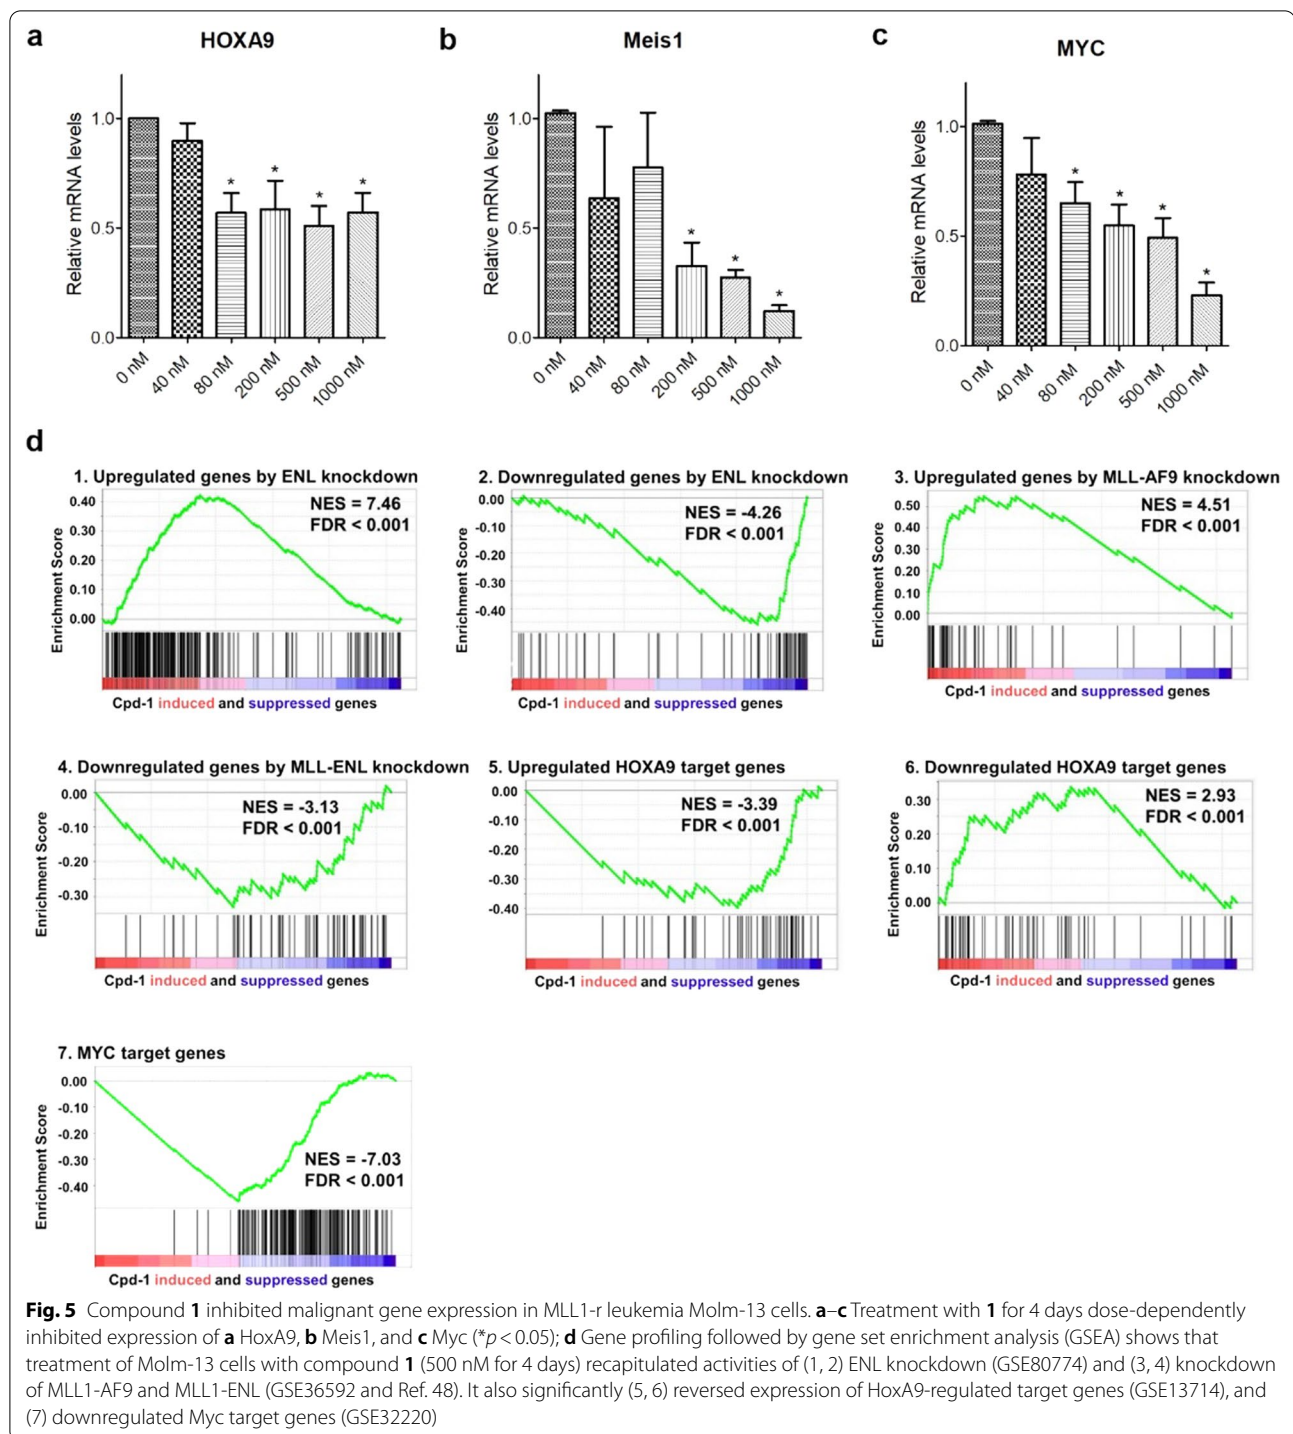 a
HOXA9
Relative mRNA levels
1.0
0.5
0.0
*
*
*
*
0 nM
40 nM
80 nM
200 nM
500 nM
1000 nM
b
Meis1
Relative mRNA levels
1.0
0.5
0.0
*
*
*
0 nM
40 nM
80 nM
200 nM
500 nM
1000 nM
c
MYC
Relative mRNA levels
1.0
0.5
0.0
*
*
*
*
0 nM
40 nM
80 nM
200 nM
500 nM
1000 nM
d
1. Upregulated genes by ENL knockdown
Enrichment Score
0.40
0.30
0.20
0.10
0.00
NES = 7.46
FDR < 0.001
Cpd-1 induced and suppressed genes
2. Downregulated genes by ENL knockdown
Enrichment Score
0.00
-0.10
-0.20
-0.30
-0.40
NES = -4.26
FDR < 0.001
Cpd-1 induced and suppressed genes
3. Upregulated genes by MLL-AF9 knockdown
Enrichment Score
0.50
0.40
0.30
0.20
0.10
0.00
NES = 4.51
FDR < 0.001
Cpd-1 induced and suppressed genes
4. Downregulated genes by MLL-ENL knockdown
Enrichment Score
0.00
-0.10
-0.20
-0.30
NES = -3.13
FDR < 0.001
Cpd-1 induced and suppressed genes
5. Upregulated HOXA9 target genes
Enrichment Score
0.00
-0.10
-0.20
-0.30
-0.40
NES = -3.39
FDR < 0.001
Cpd-1 induced and suppressed genes
6. Downregulated HOXA9 target genes
Enrichment Score
0.30
0.20
0.10
0.00
NES = 2.93
FDR < 0.001
Cpd-1 induced and suppressed genes
7. MYC target genes
Enrichment Score
0.00
-0.10
-0.20
-0.30
-0.40
NES = -7.03
FDR < 0.001
Cpd-1 induced and suppressed genes
Fig. 5 Compound 1 inhibited malignant gene expression in MLL1-r leukemia Molm-13 cells. a–c Treatment with 1 for 4 days dose-dependently
inhibited expression of a HoxA9, b Meis1, and c Myc (*p < 0.05); d Gene profiling followed by gene set enrichment analysis (GSEA) shows that
treatment of Molm-13 cells with compound 1 (500 nM for 4 days) recapitulated activities of (1, 2) ENL knockdown (GSE80774) and (3, 4) knockdown
of MLL1-AF9 and MLL1-ENL (GSE36592 and Ref. 48). It also significantly (5, 6) reversed expression of HoxA9-regulated target genes (GSE13714), and
(7) downregulated Myc target genes (GSE32220)